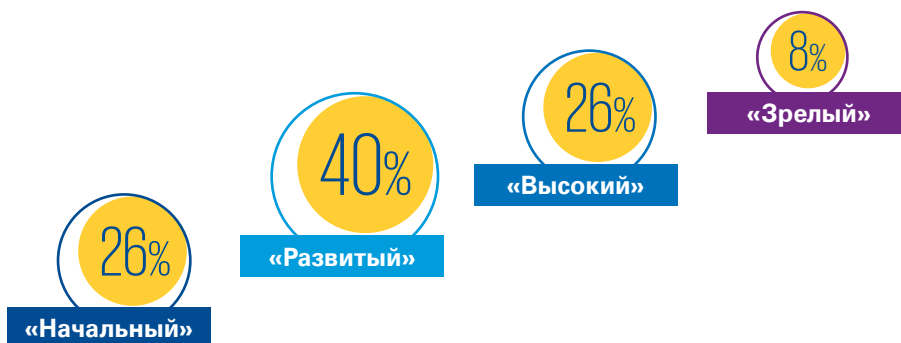 26%
«Начальный»
40%
«Развитый»
26%
«Высокий»
8%
«Зрелый»